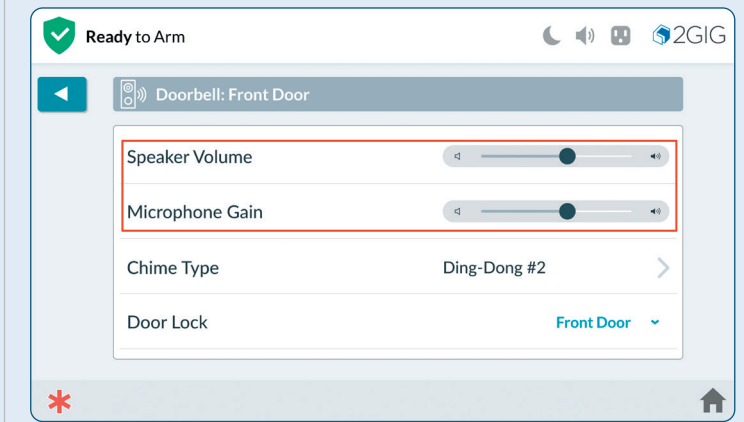 Ready to Arm
2GIG
Doorbell: Front Door
Speaker Volume
Microphone Gain
Chime Type Ding-Dong #2
Door Lock Front Door